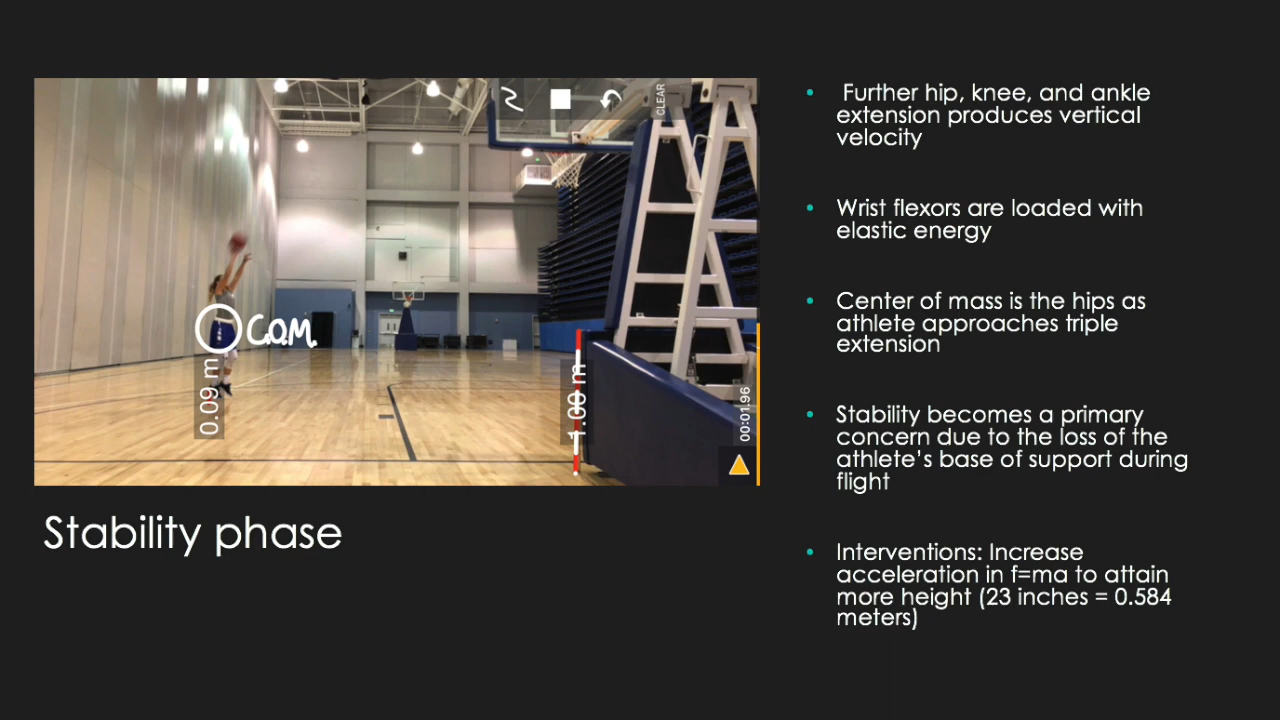 CLEAR
C.O.M.
0.09 m
1.00 m
00:01.96
Stability phase
Further hip, knee, and ankle
extension produces vertical
velocity
Wrist flexors are loaded with
elastic energy
Center of mass is the hips as
athlete approaches triple
extension
Stability becomes a primary
concern due to the loss of the
athlete's base of support during
flight
Interventions: Increase
acceleration in f=ma to attain
more height (23 inches = 0.584
meters)